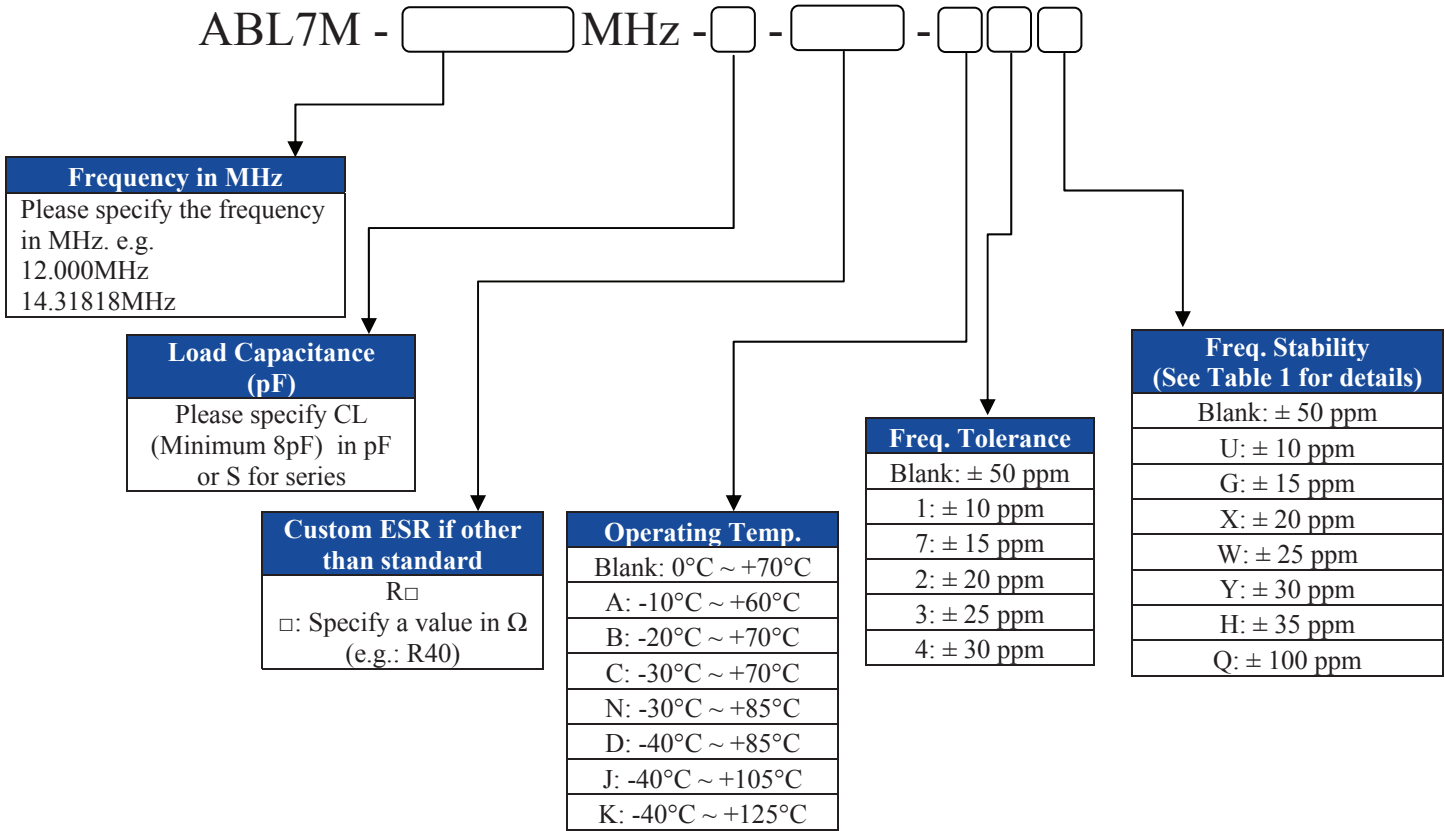 ABL7M - MHz - - -
Frequency in MHz
Please specify the frequency
in MHz. e.g.
12.000MHz
14.31818MHz
Load Capacitance
(pF)
Please specify CL
(Minimum 8pF) in pF
or S for series
Custom ESR if other
than standard
R□
□: Specify a value in Ω
(e.g.: R40)
Operating Temp.
Blank: 0°C ~ +70°C
A: -10°C ~ +60°C
B: -20°C ~ +70°C
C: -30°C ~ +70°C
N: -30°C ~ +85°C
D: -40°C ~ +85°C
J: -40°C ~ +105°C
K: -40°C ~ +125°C
Freq. Tolerance
Blank: ± 50 ppm
1: ± 10 ppm
7: ± 15 ppm
2: ± 20 ppm
3: ± 25 ppm
4: ± 30 ppm
Freq. Stability
(See Table 1 for details)
Blank: ± 50 ppm
U: ± 10 ppm
G: ± 15 ppm
X: ± 20 ppm
W: ± 25 ppm
Y: ± 30 ppm
H: ± 35 ppm
Q: ± 100 ppm